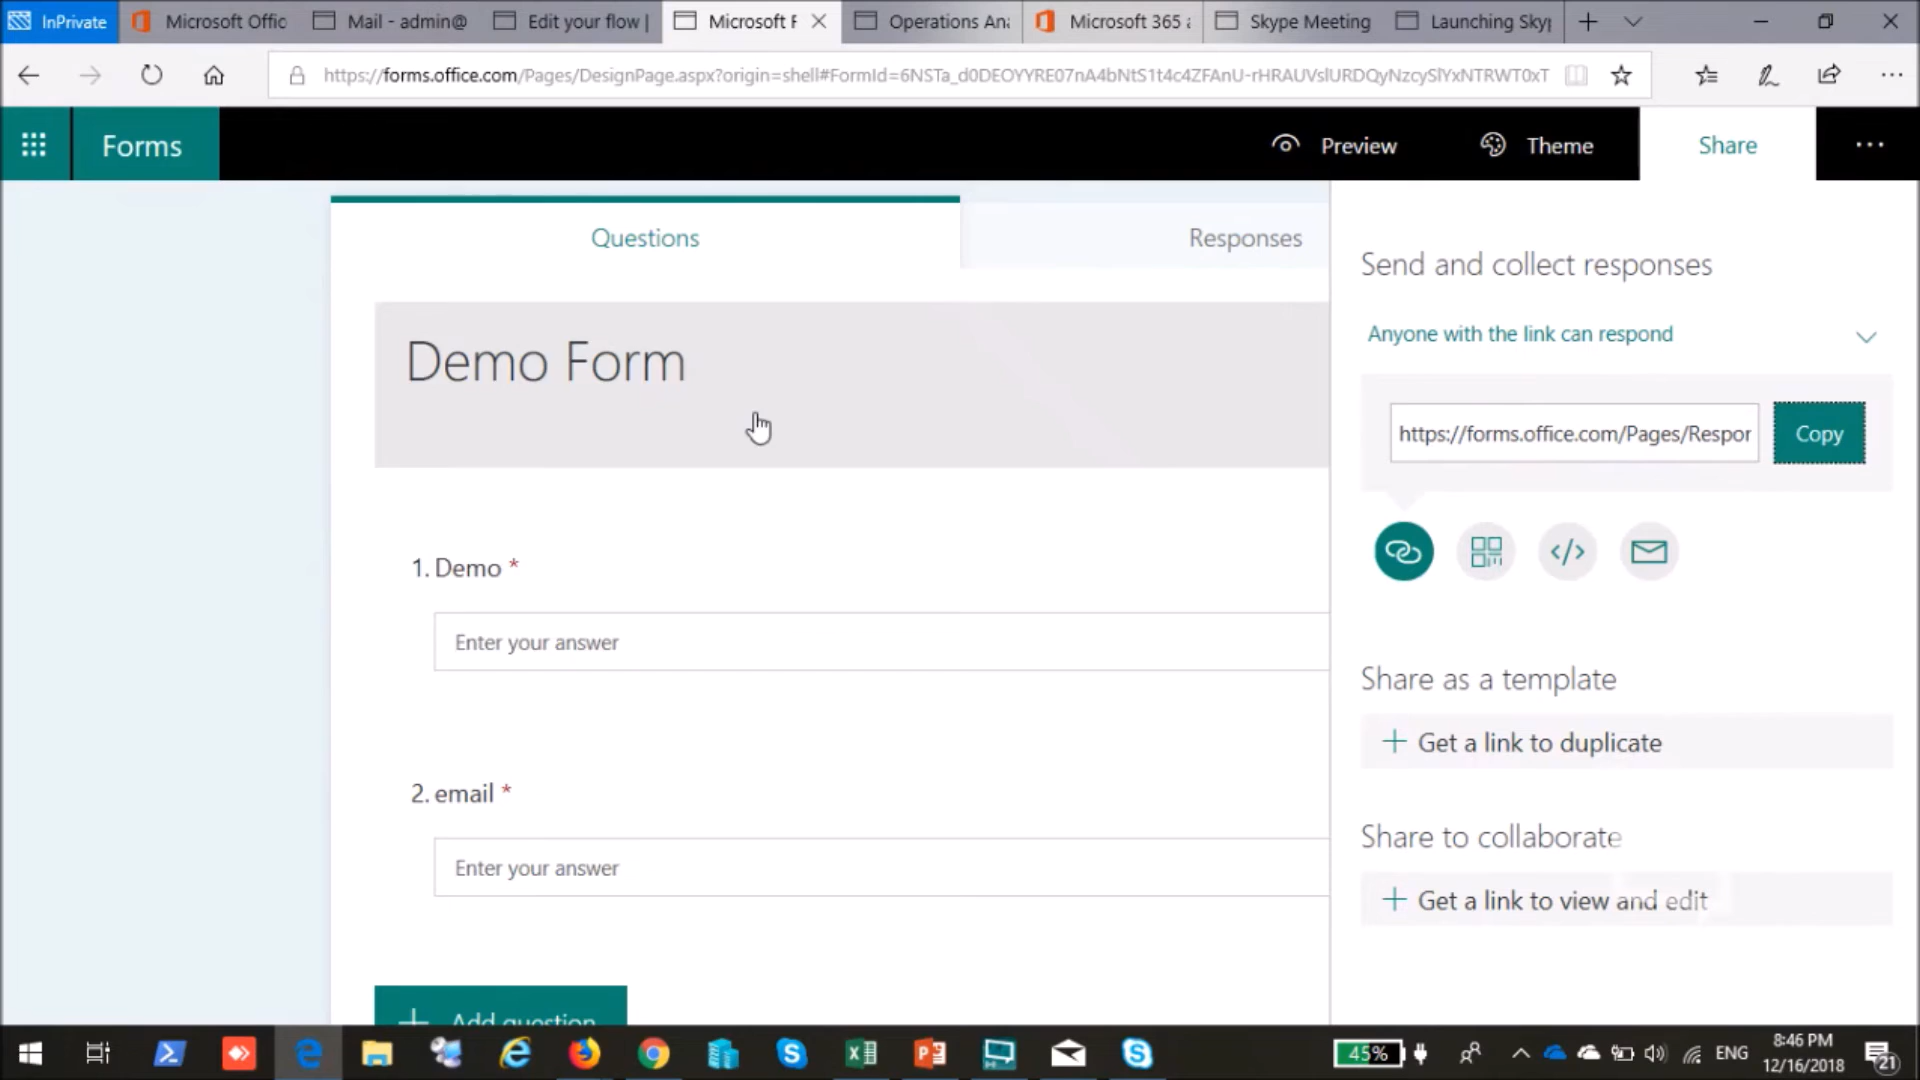 InPrivate
Microsoft Offic
Mail - admin@
Edit your flow |
Microsoft F
Operations Ana
Microsoft 365 a
Skype Meeting
Launching Skyp
https://forms.office.com/Pages/DesignPage.aspx?origin=shell#FormId=6NSTa_d0DEOYYRE07nA4bNtS1t4c4ZFAnU-rHRAUVslURDQyNzcySlYxNTRWT0xT
Forms
Preview
Theme
Share
Questions
Responses
Send and collect responses
Anyone with the link can respond
Demo Form
https://forms.office.com/Pages/Respor
Copy
1. Demo *
Enter your answer
Share as a template
+ Get a link to duplicate
2. email *
Share to collaborate
Enter your answer
+ Get a link to view and edit
+ Add question
45%
ENG
8:46 PM
12/16/2018
21